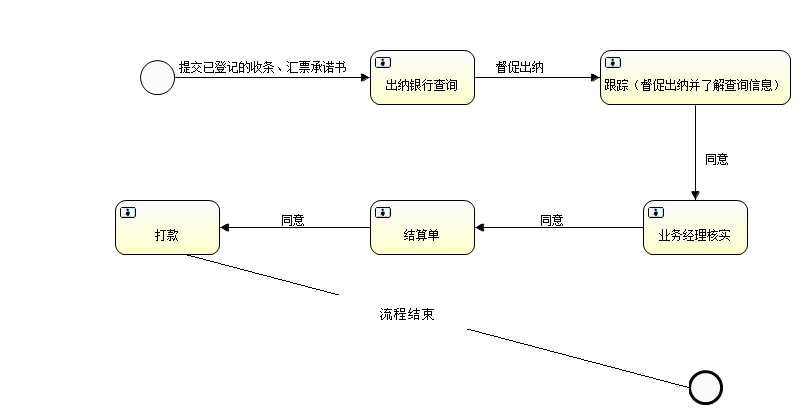 提交已登记的收条、汇票承诺书
出纳银行查询
督促出纳
跟踪（督促出纳并了解查询信息）
同意
业务经理核实
同意
结算单
同意
打款
流程结束